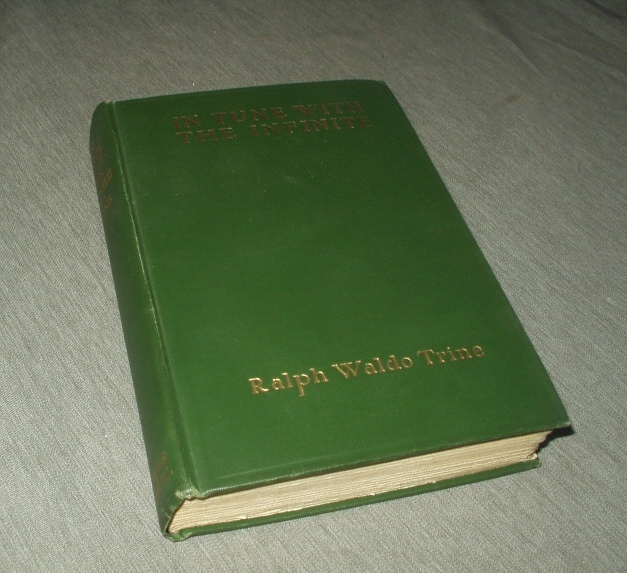 IN TUNE WITH
THE INFINITE
Ralph Waldo Trine